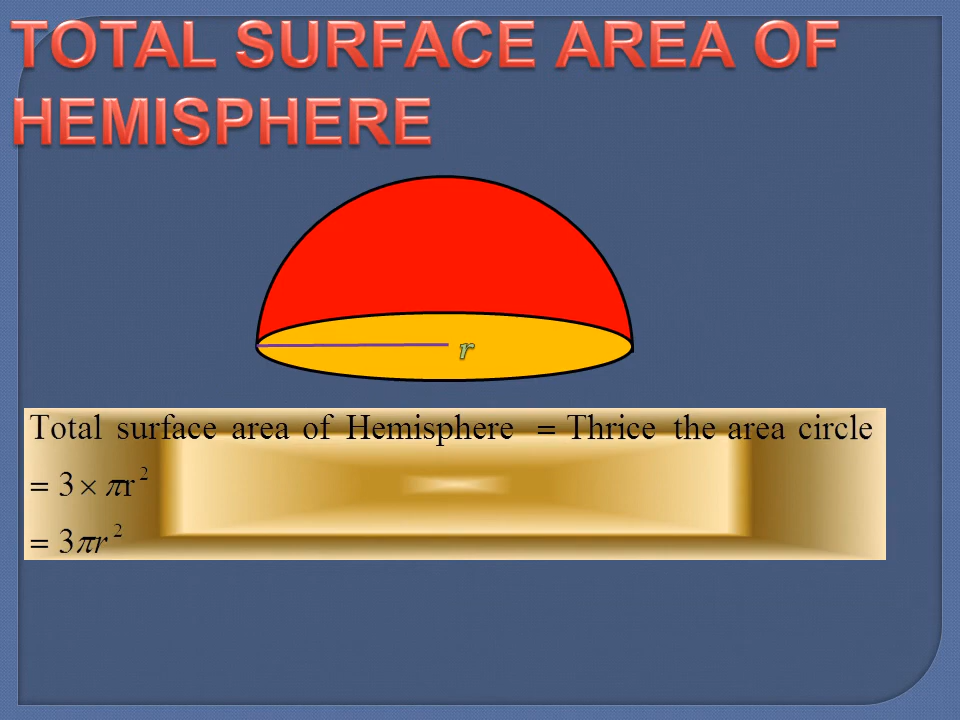 TOTAL SURFACE AREA OF
HEMISPHERE
r
Total surface area of Hemisphere = Thrice the area circle
= 3 × πr²
= 3πr²